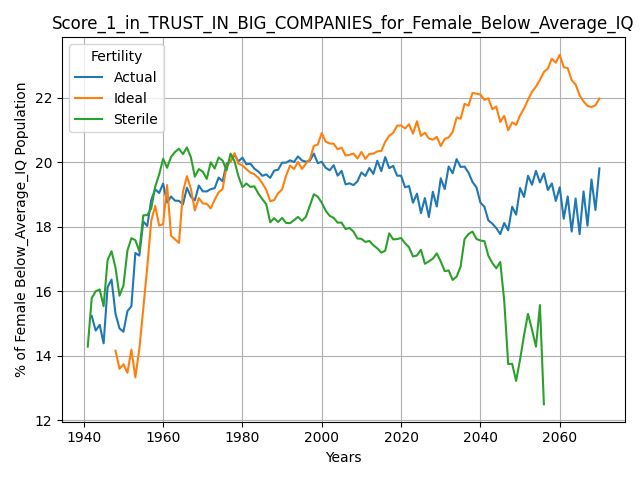 Score_1_in_TRUST_IN_BIG_COMPANIES_for_Female_Below_Average_IQ
Fertility
Actual
Ideal
Sterile
% of Female Below_Average_IQ Population
22
20
18
16
14
12
1940
1960
1980
2000
2020
2040
2060
Years